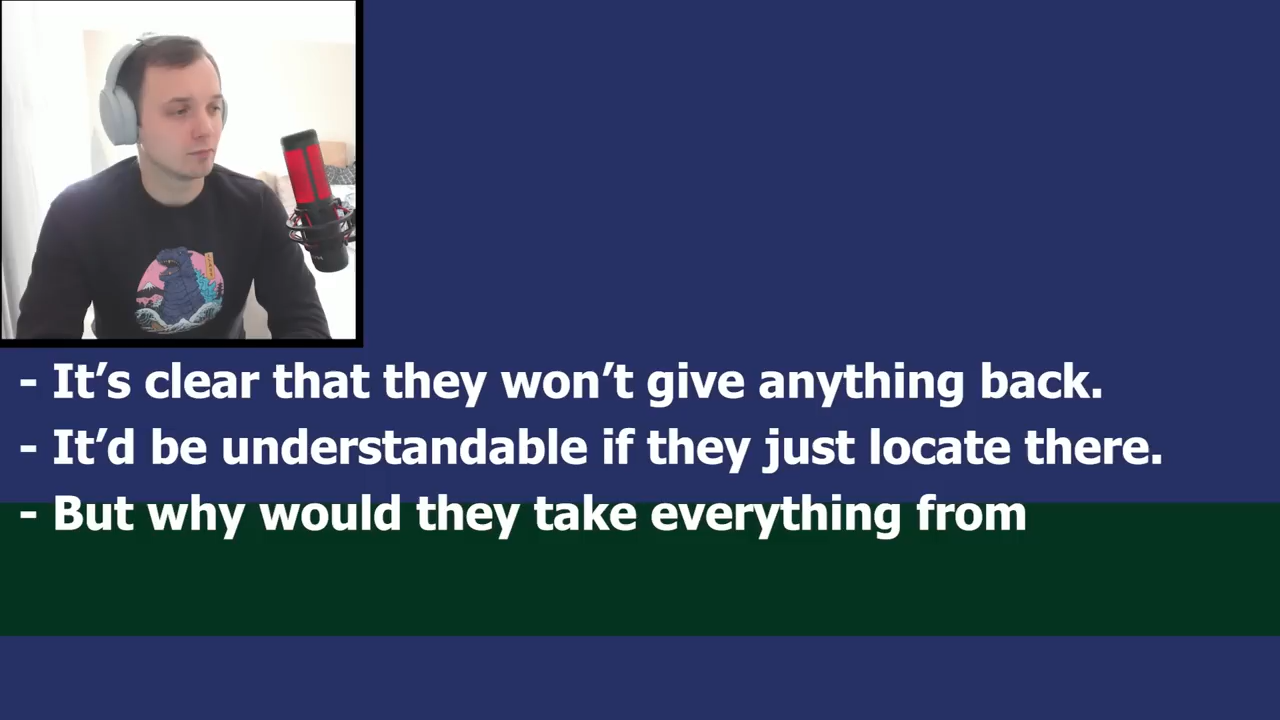 - It’s clear that they won’t give anything back.
- It’d be understandable if they just locate there.
- But why would they take everything from